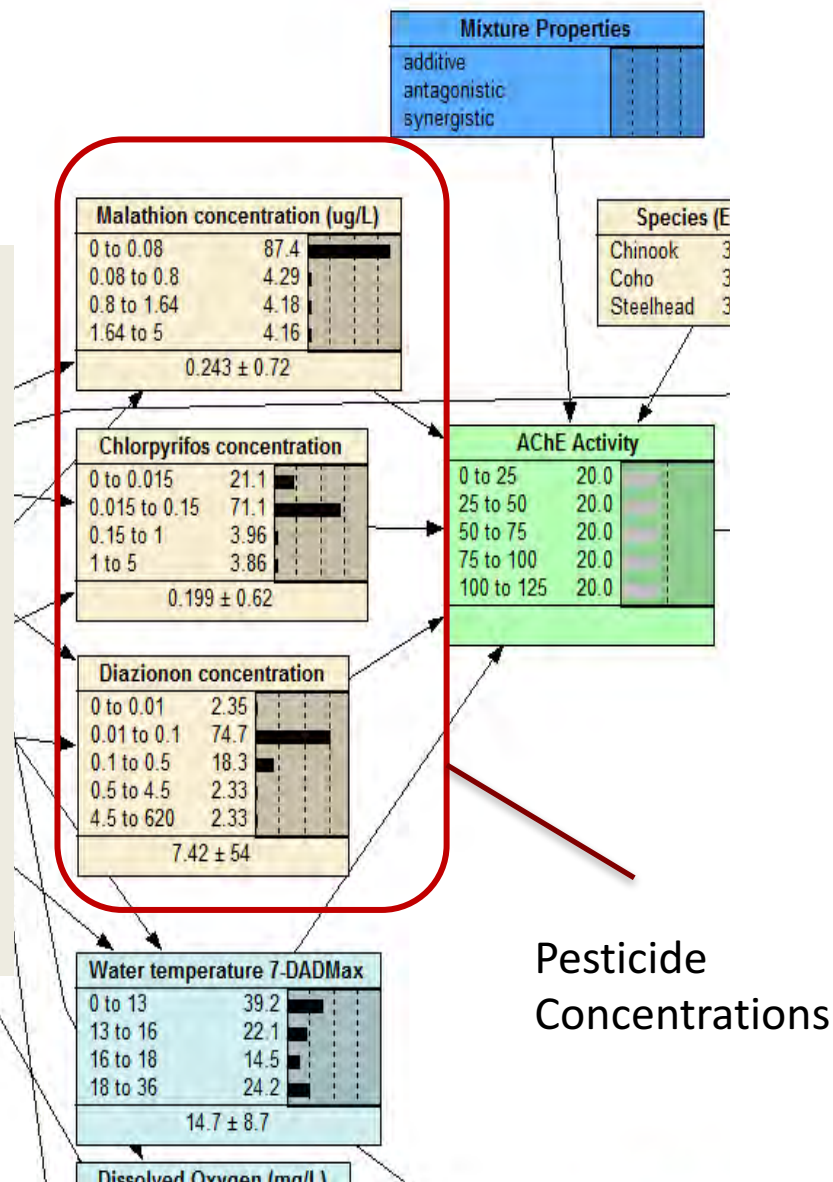 Mixture Properties
additive
antagonistic
synergistic
Malathion concentration (ug/L)
0 to 0.08 87.4
0.08 to 0.8 4.29
0.8 to 1.64 4.18
1.64 to 5 4.16
0.243 ± 0.72
Species (E
Chinook 3
Coho 3
Steelhead 3
Chlorpyrifos concentration
0 to 0.015 21.1
0.015 to 0.15 71.1
0.15 to 1 3.96
1 to 5 3.86
0.199 ± 0.62
AChE Activity
0 to 25 20.0
25 to 50 20.0
50 to 75 20.0
75 to 100 20.0
100 to 125 20.0
Diazionon concentration
0 to 0.01 2.35
0.01 to 0.1 74.7
0.1 to 0.5 18.3
0.5 to 4.5 2.33
4.5 to 620 2.33
7.42 ± 54
Pesticide
Concentrations
Water temperature 7-DADMax
0 to 13 39.2
13 to 16 22.1
16 to 18 14.5
18 to 36 24.2
14.7 ± 8.7
Dissolved Oxygen (mg/L)